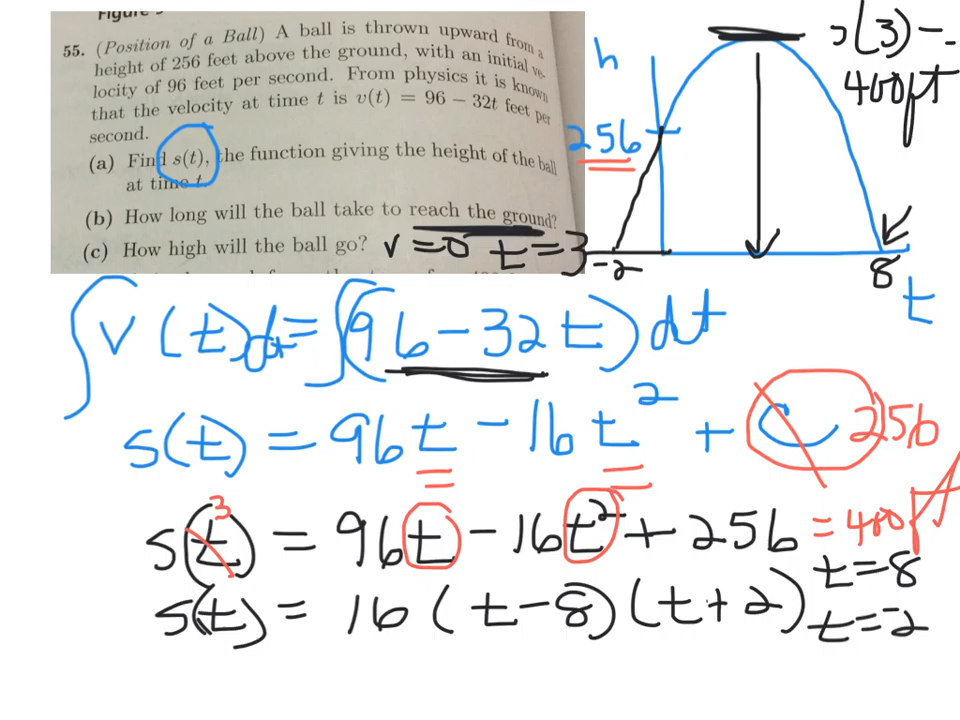 Figure
55. (Position of a Ball) A ball is thrown upward from a
height of 256 feet above the ground, with an initial ve-
locity of 96 feet per second. From physics it is known
that the velocity at time t is v(t) = 96 − 32t feet per
second.
(a) Find s(t), the function giving the height of the ball
at time t.
(b) How long will the ball take to reach the ground?
(c) How high will the ball go? v=0 t=3
h
256
s(3) =
400ft
-2
8
t
∫v(t)dt = ∫(96-32t)dt
s(t) = 96t - 16t² + C 256
3
s(t) = 96t - 16t² + 256 = 400ft
t=8
s(t) = 16(t-8)(t+2)
t=-2